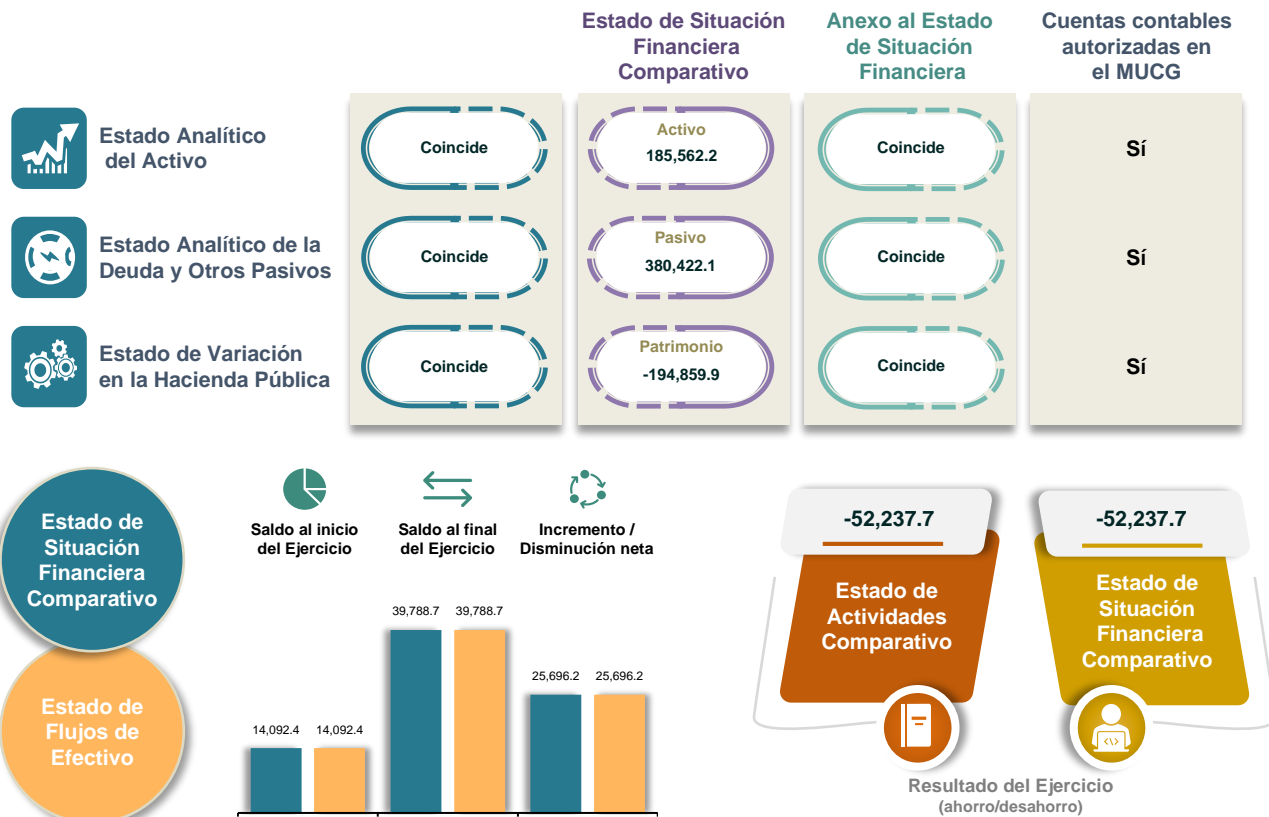 Estado de Situación
Financiera
Comparativo
Anexo al Estado
de Situación
Financiera
Cuentas contables
autorizadas en
el MUCG
Estado Analítico
del Activo
Coincide
Activo
185,562.2
Coincide
Sí
Estado Analítico de la
Deuda y Otros Pasivos
Coincide
Pasivo
380,422.1
Coincide
Sí
Estado de Variación
en la Hacienda Pública
Coincide
Patrimonio
-194,859.9
Coincide
Sí
Estado de
Situación
Financiera
Comparativo
Estado de
Flujos de
Efectivo
Saldo al inicio
del Ejercicio
Saldo al final
del Ejercicio
Incremento /
Disminución neta
14,092.4 14,092.4
39,788.7 39,788.7
25,696.2 25,696.2
-52,237.7
Estado de
Actividades
Comparativo
-52,237.7
Estado de
Situación
Financiera
Comparativo
Resultado del Ejercicio
(ahorro/desahorro)